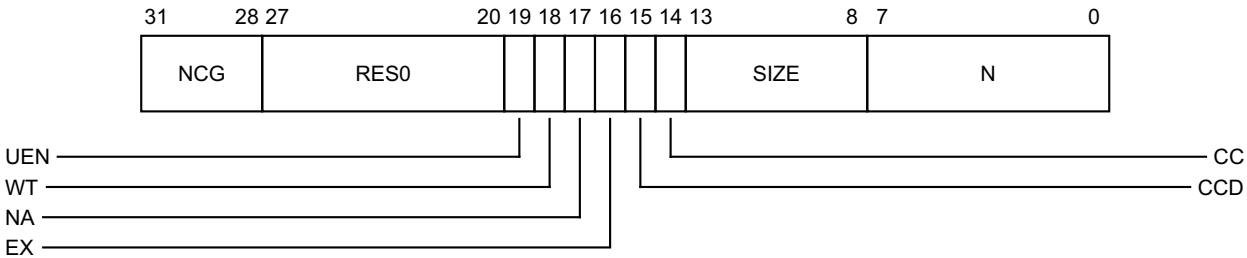 31 28 27 20 19 18 17 16 15 14 13 8 7 0
NCG RES0 SIZE N
UEN CC
WT CCD
NA
EX